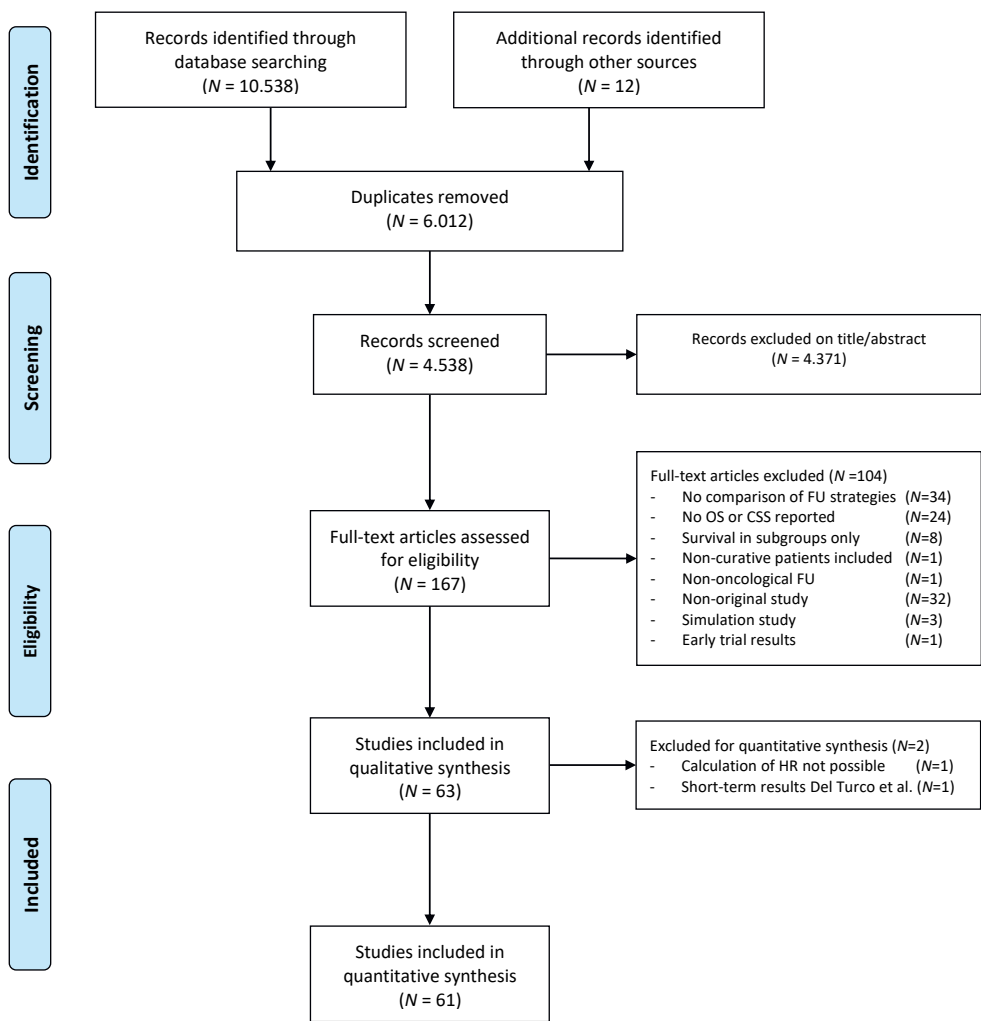 Identification
Records identified through
database searching
(N = 10.538)
Additional records identified
through other sources
(N = 12)
Duplicates removed
(N = 6.012)
Screening
Records screened
(N = 4.538)
Records excluded on title/abstract
(N = 4.371)
Eligibility
Full-text articles assessed
for eligibility
(N = 167)
Full-text articles excluded (N =104)
- No comparison of FU strategies (N=34)
- No OS or CSS reported (N=24)
- Survival in subgroups only (N=8)
- Non-curative patients included (N=1)
- Non-oncological FU (N=1)
- Non-original study (N=32)
- Simulation study (N=3)
- Early trial results (N=1)
Studies included in
qualitative synthesis
(N = 63)
Excluded for quantitative synthesis (N=2)
- Calculation of HR not possible (N=1)
- Short-term results Del Turco et al. (N=1)
Included
Studies included in
quantitative synthesis
(N = 61)